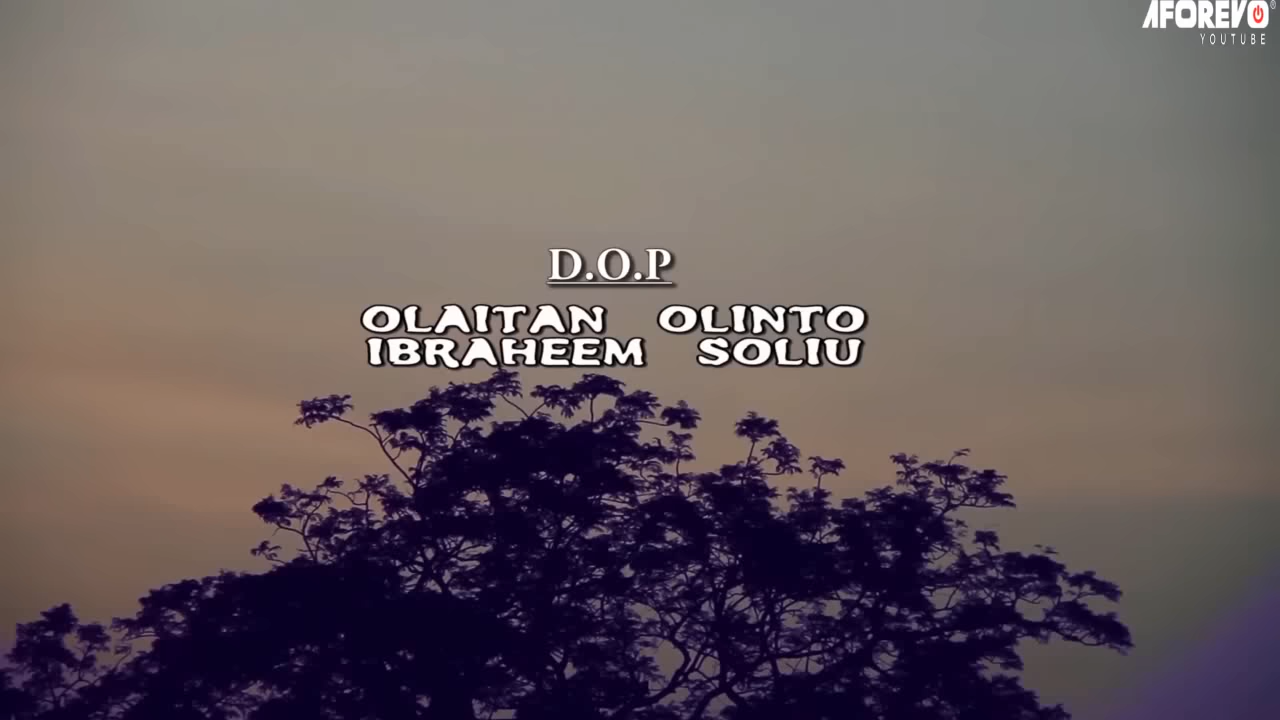 AFOREVO
YOUTUBE
D.O.P
OLAITAN OLINTO
IBRAHEEM SOLIU